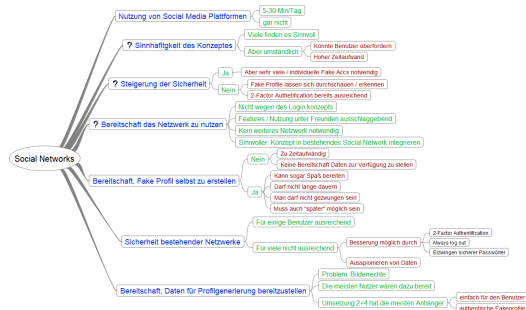 Social Networks
Nutzung von Social Media Plattformen
5-30 Min/Tag
gar nicht
? Sinnhaftigkeit des Konzeptes
Viele finden es Sinnvoll
Aber umständlich
Könnte Benutzer überfordern
Hoher Zeitaufwand
? Steigerung der Sicherheit
Ja
Aber sehr viele / individuelle Fake Accs notwendig
Nein
Fake Profile lassen sich durchschauen / erkennen
2-Factor Authetification bereits ausreichend
? Bereitschaft das Netzwerk zu nutzen
Nicht wegen des Login konzepts
Features / Nutzung unter Freunden ausschlaggebend
Kein weiteres Netzwerk notwendig
Sinnvoller: Konzept in bestehendes Social Network integrieren
Bereitschaft, Fake Profil selbst zu erstellen
Nein
Zu Zeitaufwändig
Keine Bereitschaft Daten zur Verfügung zu stellen
Ja
Kann sogar Spaß bereiten
Darf nicht lange dauern
Man darf nicht gezwungen sein
Muss auch "später" möglich sein
Sicherheit bestehender Netzwerke
Für einige Benutzer ausreichend
Für viele nicht ausreichend
Besserung möglich durch
2-Factor Authentification
Always log out
Erzwingen sicherer Passwörter
Ausspionieren von Daten
Bereitschaft, Daten für Profilgenerierung bereitzustellen
Problem: Bilderrechte
Die meisten Nutzer wären dazu bereit
Umsetzung 2+4 hat die meisten Anhänger
einfach für den Benutzer
authentische Fakeprofile